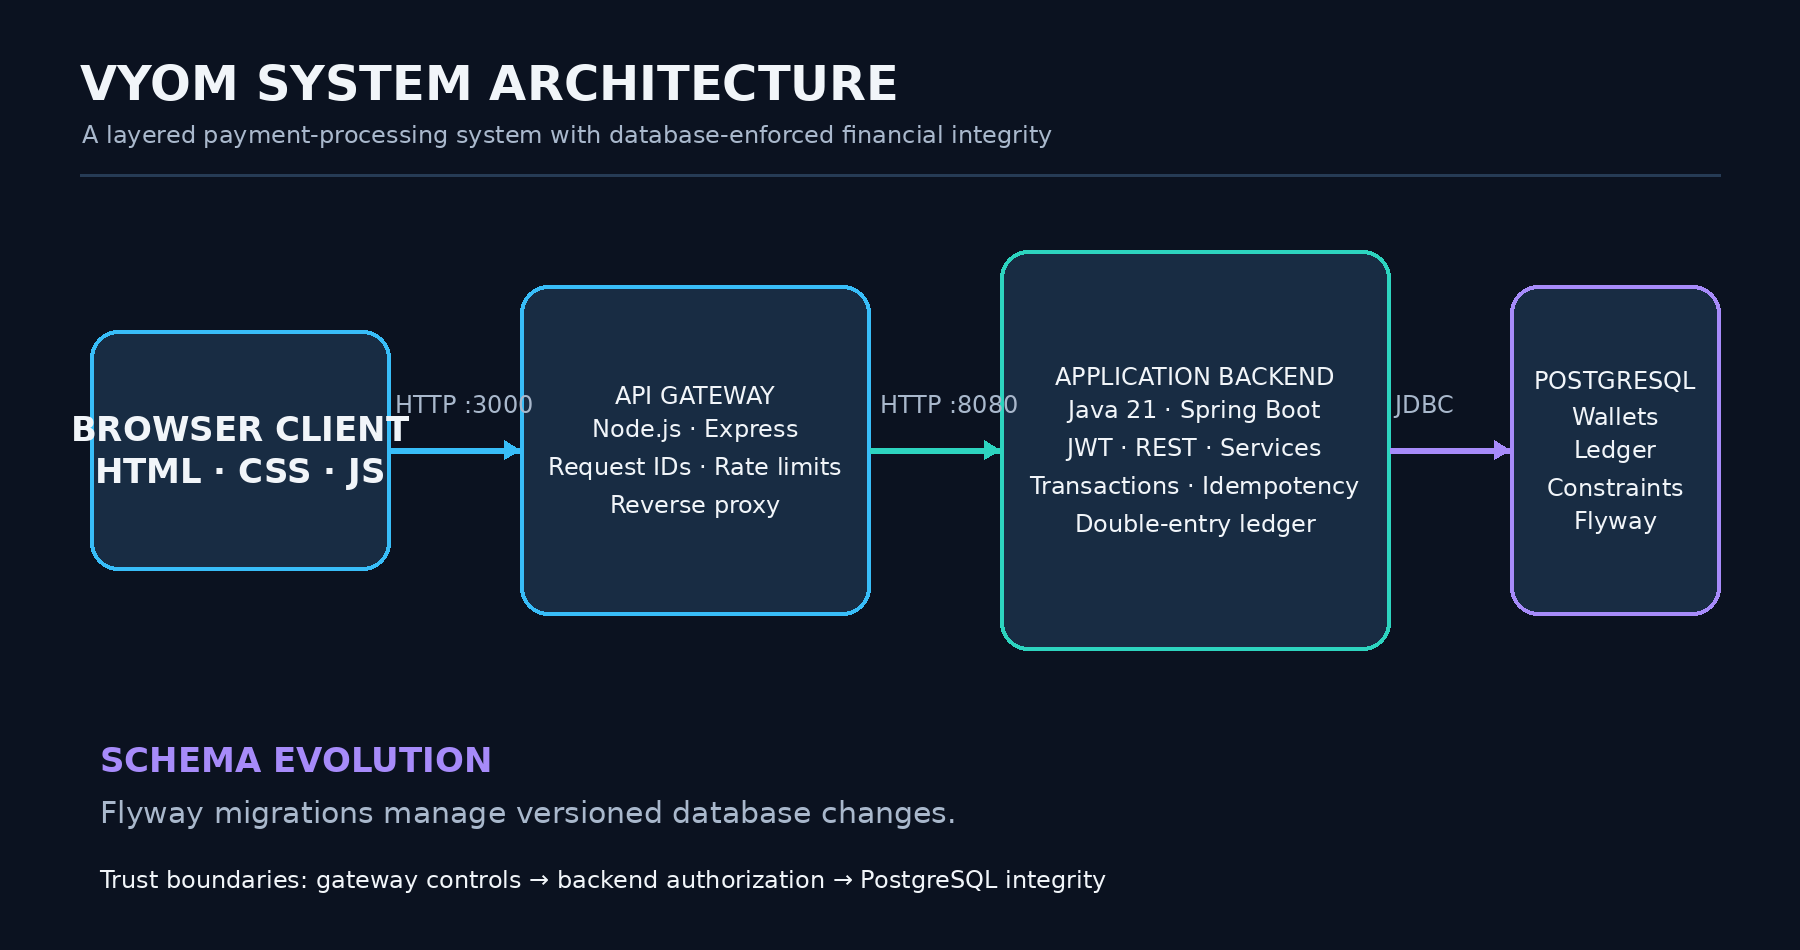 VYOM SYSTEM ARCHITECTURE
A layered payment-processing system with database-enforced financial integrity
BROWSER CLIENT
HTML · CSS · JS
HTTP :3000
API GATEWAY
Node.js · Express
Request IDs · Rate limits
Reverse proxy
HTTP :8080
APPLICATION BACKEND
Java 21 · Spring Boot
JWT · REST · Services
Transactions · Idempotency
Double-entry ledger
JDBC
POSTGRESQL
Wallets
Ledger
Constraints
Flyway
SCHEMA EVOLUTION
Flyway migrations manage versioned database changes.
Trust boundaries: gateway controls → backend authorization → PostgreSQL integrity